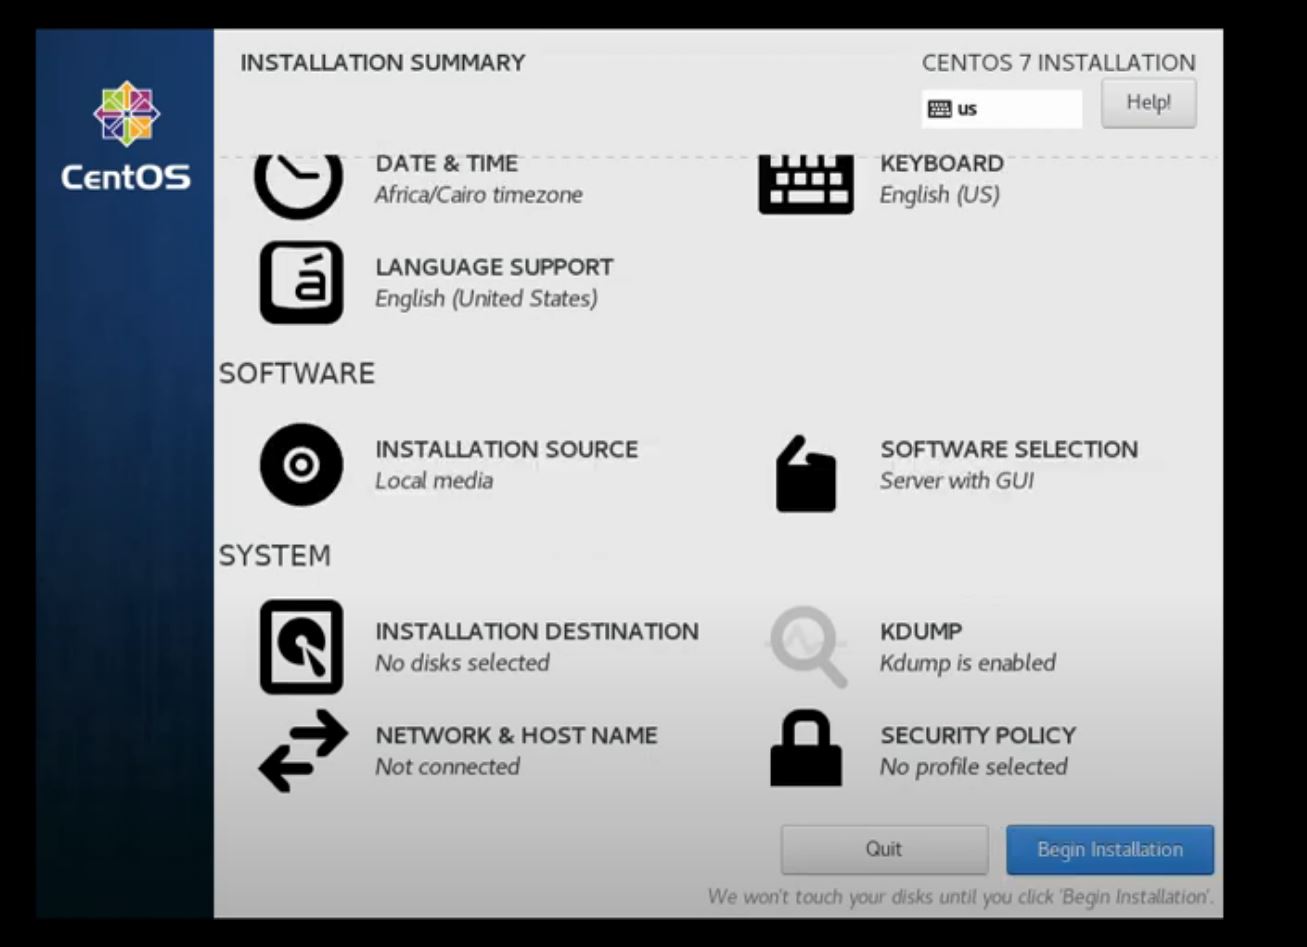 INSTALLATION SUMMARY
CENTOS 7 INSTALLATION
us
Help!
CentOS
DATE & TIME
Africa/Cairo timezone
KEYBOARD
English (US)
á
LANGUAGE SUPPORT
English (United States)
SOFTWARE
INSTALLATION SOURCE
Local media
SOFTWARE SELECTION
Server with GUI
SYSTEM
INSTALLATION DESTINATION
No disks selected
KDUMP
Kdump is enabled
NETWORK & HOST NAME
Not connected
SECURITY POLICY
No profile selected
Quit
Begin Installation
We won't touch your disks until you click 'Begin Installation'.